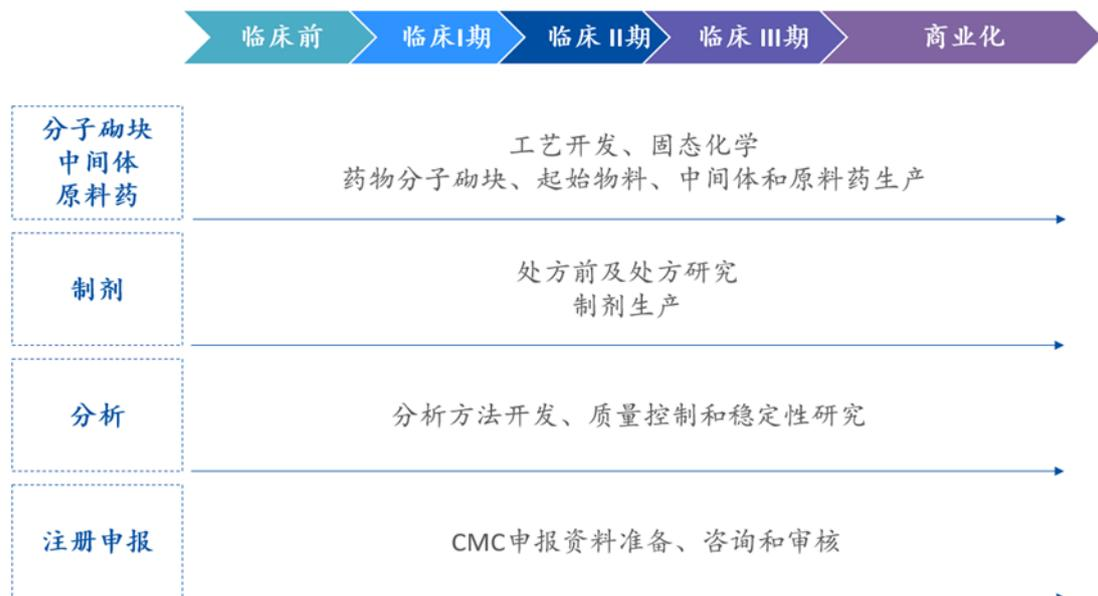 临床前
临床I期
临床 II期
临床 III期
商业化
分子砌块
中间体
原料药
工艺开发、固态化学
药物分子砌块、起始物料、中间体和原料药生产
制剂
处方前及处方研究
制剂生产
分析
分析方法开发、质量控制和稳定性研究
注册申报
CMC申报资料准备、咨询和审核